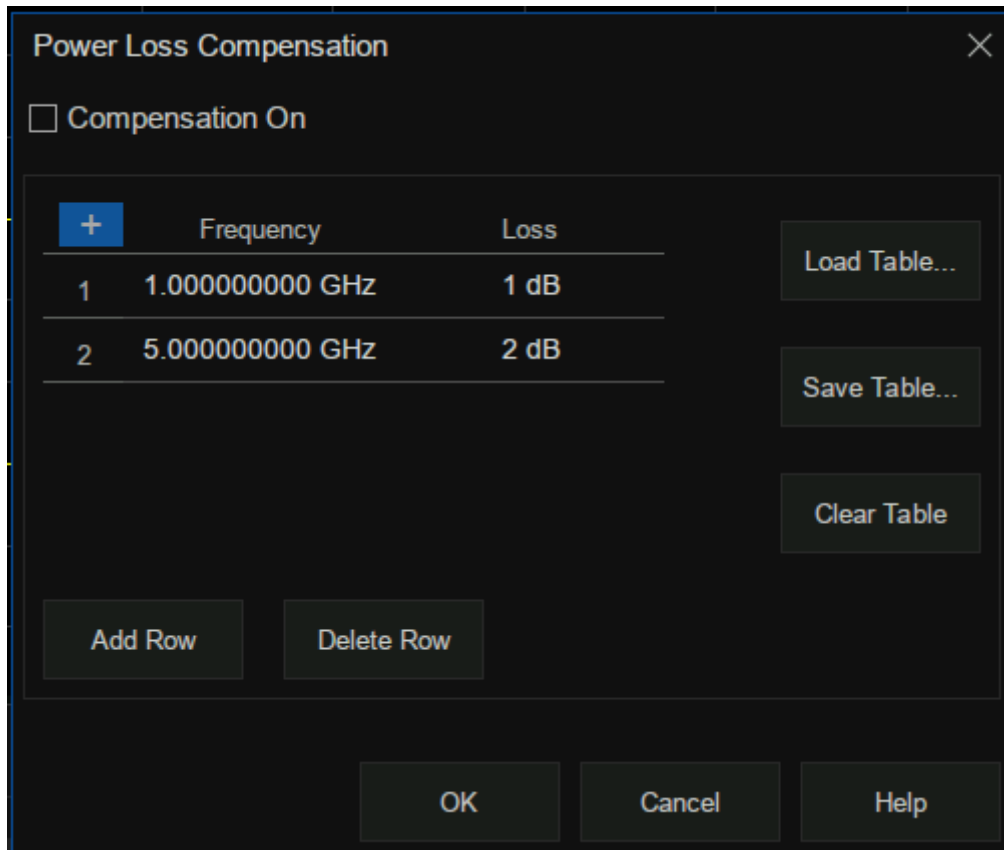 Power Loss Compensation
Compensation On
+ Frequency Loss
1 1.000000000 GHz 1 dB
2 5.000000000 GHz 2 dB
Load Table...
Save Table...
Clear Table
Add Row Delete Row
OK Cancel Help